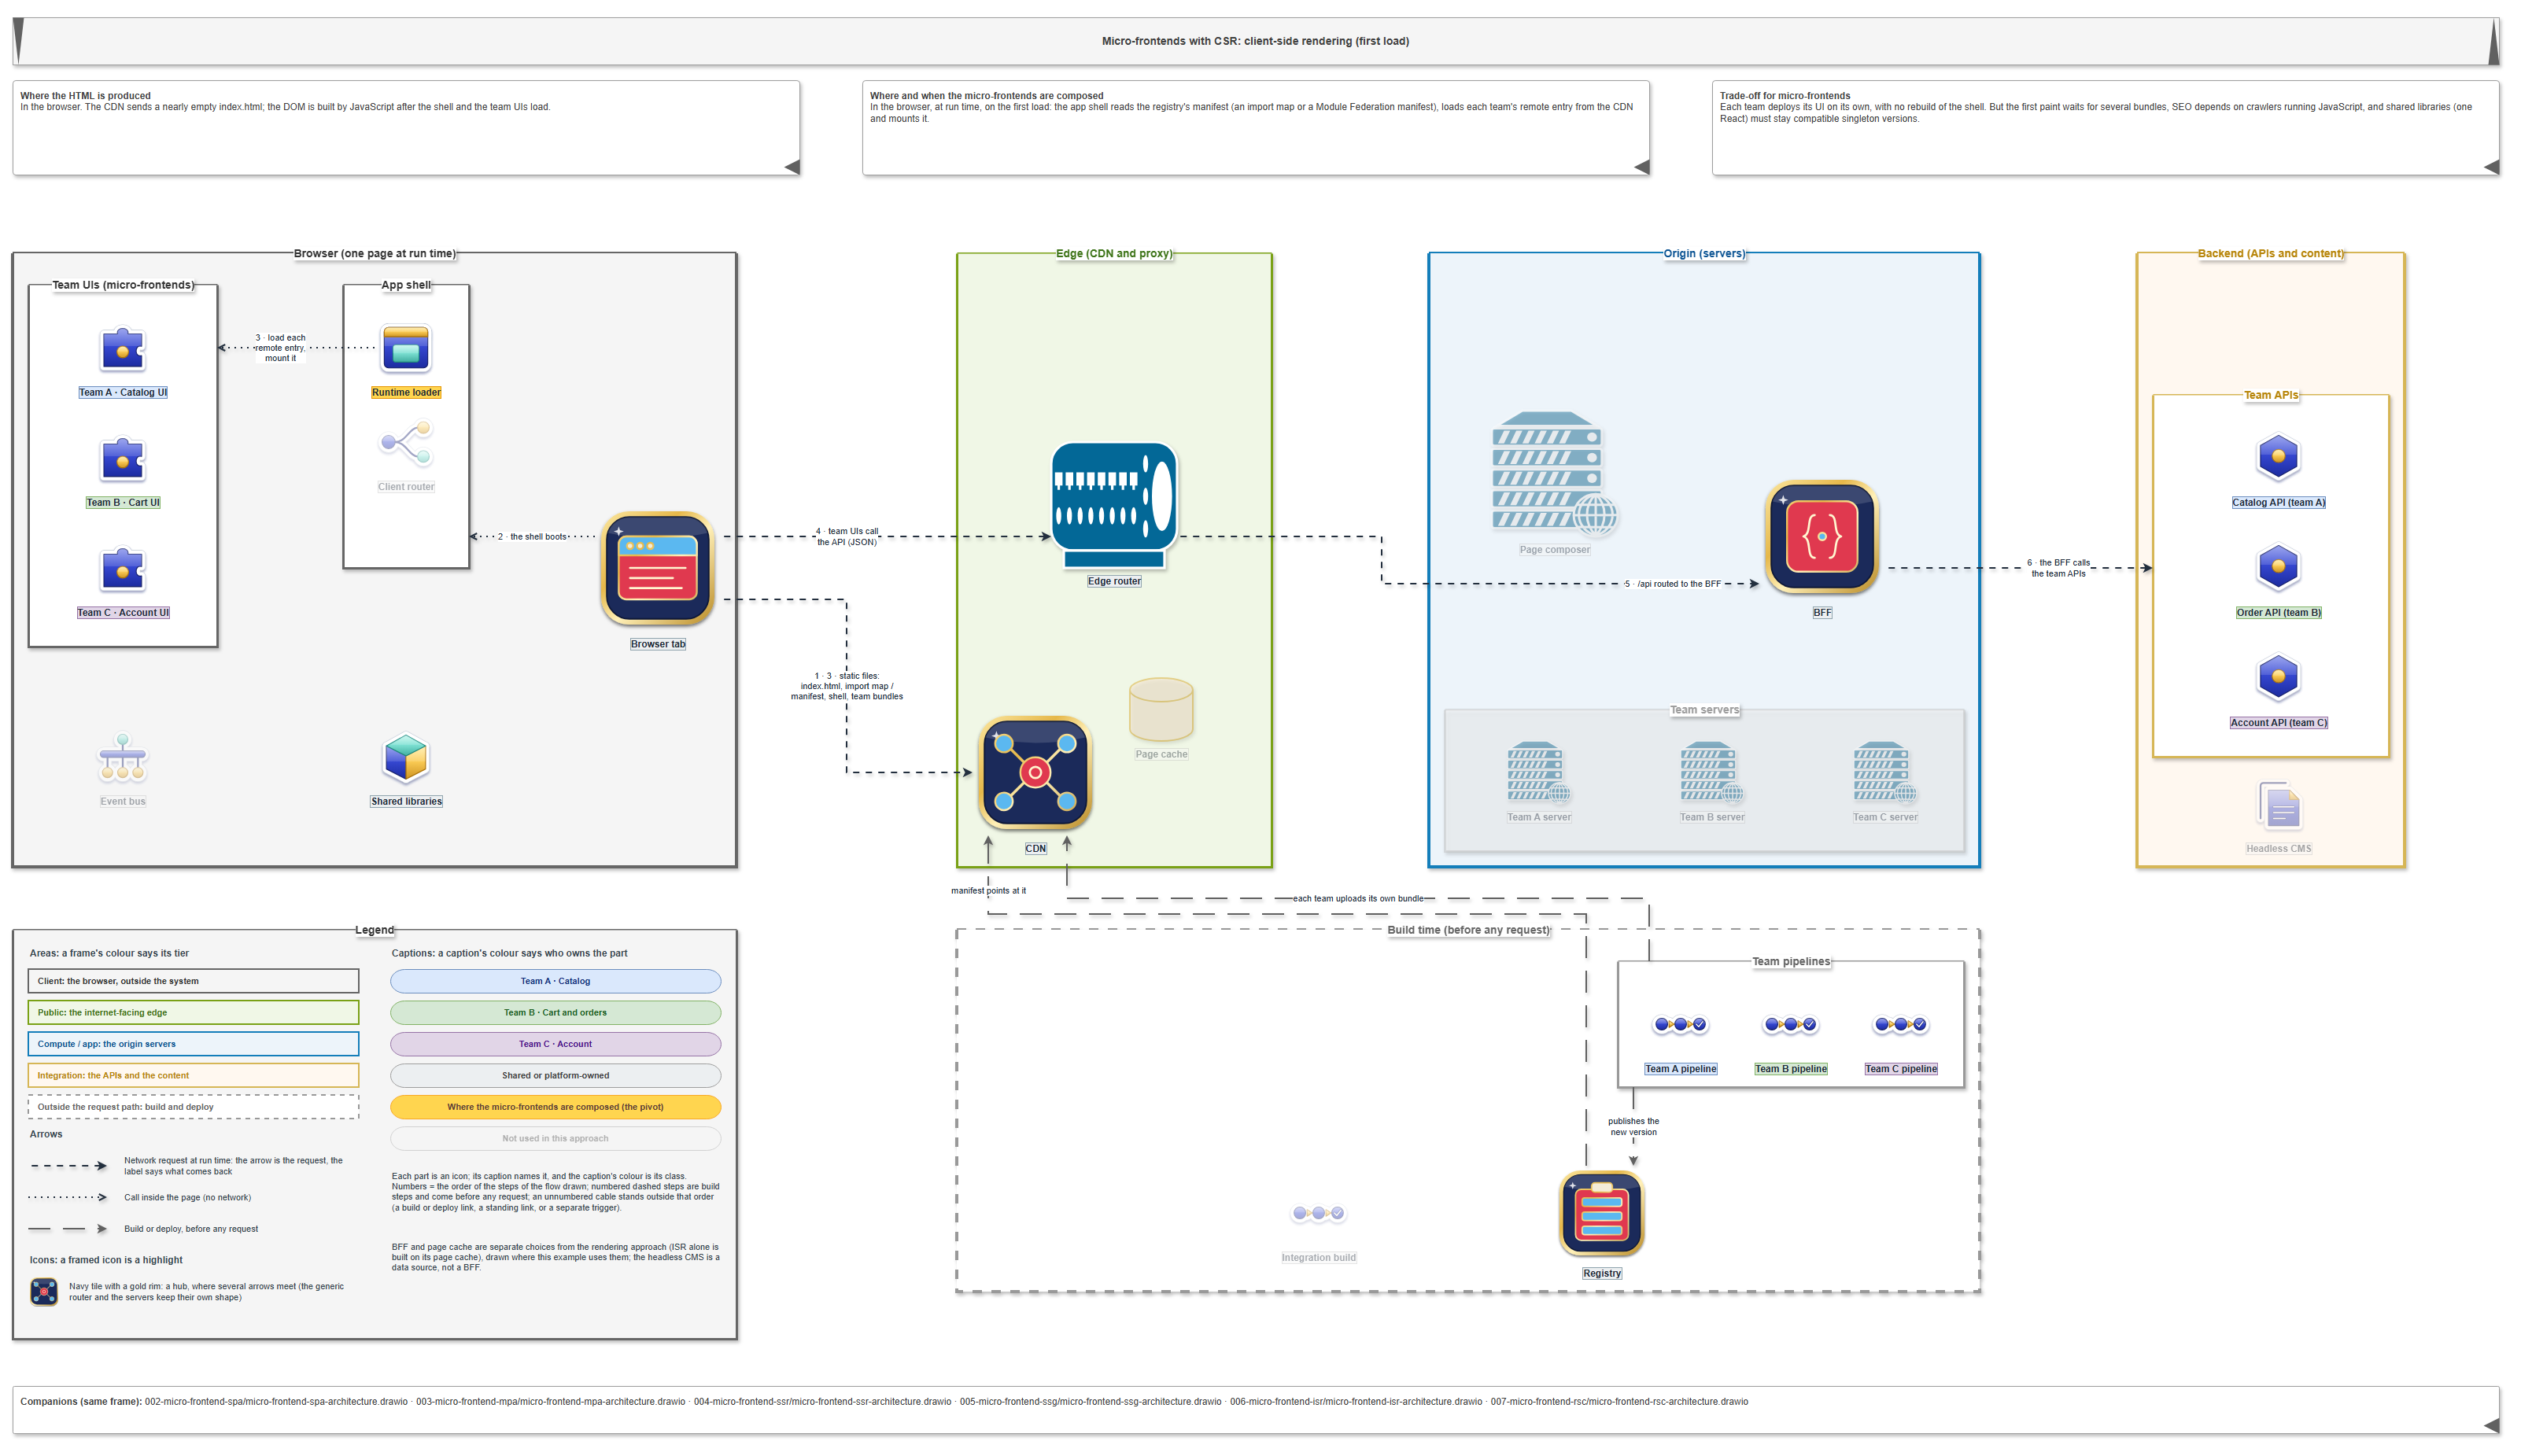 Micro-frontends with CSR: client-side rendering (first load)
Where the HTML is produced
In the browser. The CDN sends a nearly empty index.html; the DOM is built by JavaScript after the shell and the team UIs load.
Where and when the micro-frontends are composed
In the browser, at run time, on the first load: the app shell reads the registry's manifest (an import map or a Module Federation manifest), loads each team's remote entry from the CDN
and mounts it.
Trade-off for micro-frontends
Each team deploys its UI on its own, with no rebuild of the shell. But the first paint waits for several bundles, SEO depends on crawlers running JavaScript, and shared libraries (one
React) must stay compatible singleton versions.
Browser (one page at run time)
Team UIs (micro-frontends)
Team A · Catalog UI
Team B · Cart UI
Team C · Account UI
3 · load each
remote entry,
mount it
App shell
Runtime loader
Client router
2 · the shell boots
Browser tab
Event bus
Shared libraries
4 · team UIs call
the API (JSON)
1 · 3 · static files:
index.html, import map /
manifest, shell, team bundles
Edge (CDN and proxy)
Edge router
Page cache
CDN
Origin (servers)
Page composer
5 · /api routed to the BFF
BFF
Team servers
Team A server
Team B server
Team C server
6 · the BFF calls
the team APIs
Backend (APIs and content)
Team APIs
Catalog API (team A)
Order API (team B)
Account API (team C)
Headless CMS
manifest points at it
each team uploads its own bundle
Build time (before any request)
Team pipelines
Team A pipeline
Team B pipeline
Team C pipeline
publishes the
new version
Integration build
Registry
Legend
Areas: a frame's colour says its tier
Client: the browser, outside the system
Public: the internet-facing edge
Compute / app: the origin servers
Integration: the APIs and the content
Outside the request path: build and deploy
Arrows
Network request at run time: the arrow is the request, the
label says what comes back
Call inside the page (no network)
Build or deploy, before any request
Icons: a framed icon is a highlight
Navy tile with a gold rim: a hub, where several arrows meet (the generic
router and the servers keep their own shape)
Captions: a caption's colour says who owns the part
Team A · Catalog
Team B · Cart and orders
Team C · Account
Shared or platform-owned
Where the micro-frontends are composed (the pivot)
Not used in this approach
Each part is an icon; its caption names it, and the caption's colour is its class.
Numbers = the order of the steps of the flow drawn; numbered dashed steps are build
steps and come before any request; an unnumbered cable stands outside that order
(a build or deploy link, a standing link, or a separate trigger).
BFF and page cache are separate choices from the rendering approach (ISR alone is
built on its page cache), drawn where this example uses them; the headless CMS is a
data source, not a BFF.
Companions (same frame): 002-micro-frontend-spa/micro-frontend-spa-architecture.drawio · 003-micro-frontend-mpa/micro-frontend-mpa-architecture.drawio · 004-micro-frontend-ssr/micro-frontend-ssr-architecture.drawio · 005-micro-frontend-ssg/micro-frontend-ssg-architecture.drawio · 006-micro-frontend-isr/micro-frontend-isr-architecture.drawio · 007-micro-frontend-rsc/micro-frontend-rsc-architecture.drawio